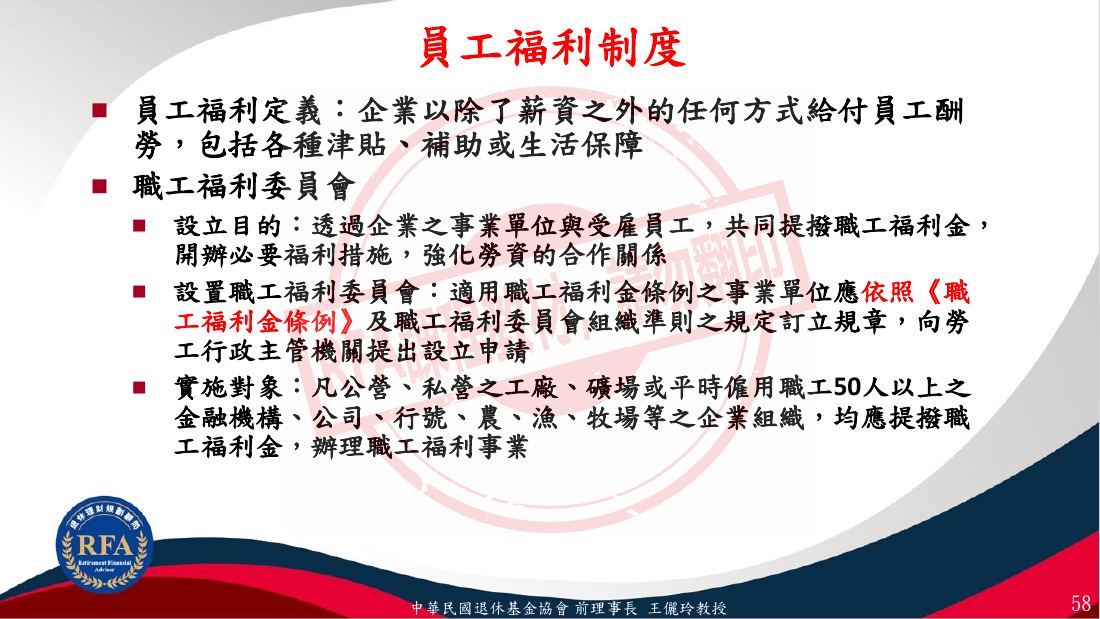 員工福利制度
員工福利定義：企業以除了薪資之外的任何方式給付員工酬
勞，包括各種津貼、補助或生活保障
職工福利委員會
設立目的：透過企業之事業單位與受雇員工，共同提撥職工福利金，
開辦必要福利措施，強化勞資的合作關係
設置職工福利委員會：適用職工福利金條例之事業單位應依照《職
工福利金條例》及職工福利委員會組織準則之規定訂立規章，向勞
工行政主管機關提出設立申請
實施對象：凡公營、私營之工廠、礦場或平時僱用職工50人以上之
金融機構、公司、行號、農、漁、牧場等之企業組織，均應提撥職
工福利金，辦理職工福利事業
退休理財規劃顧問
RFA
Retirement Financial
Advisor
中華民國退休基金協會 前理事長 王儷玲教授
58